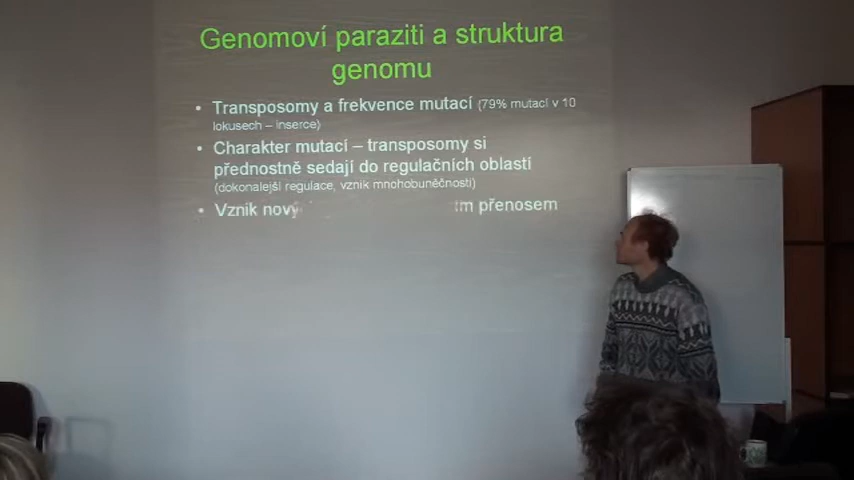 Genomoví paraziti a struktura
genomu
• Transposomy a frekvence mutací (79% mutací v 10
lokusech – inserce)
• Charakter mutací – transposomy si
přednostně sedají do regulačních oblastí
(dokonalejší regulace, vznik mnohobuněčnosti)
• Vznik přenosem